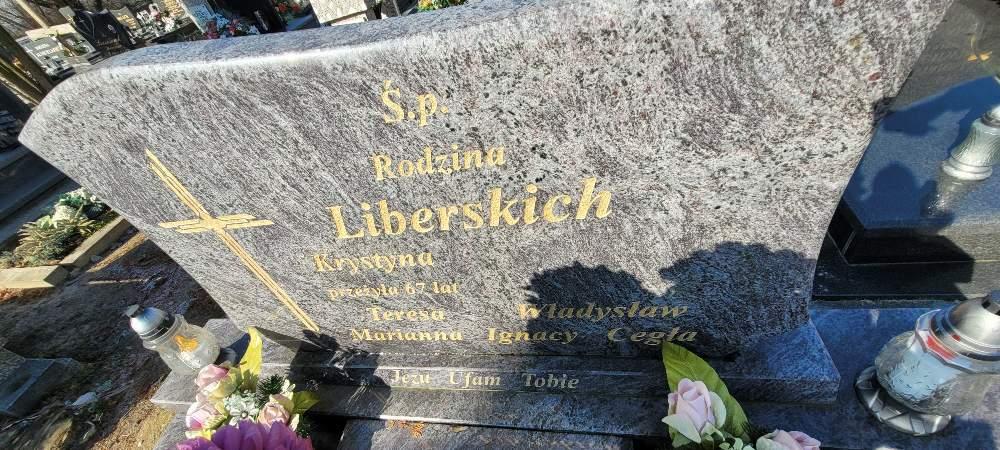 Ś.p.
Rodzina
Liberskich
Krystyna
przeżyła 67 lat
Teresa Władysław
Marianna Ignacy Cegła
Jezu Ufam Tobie